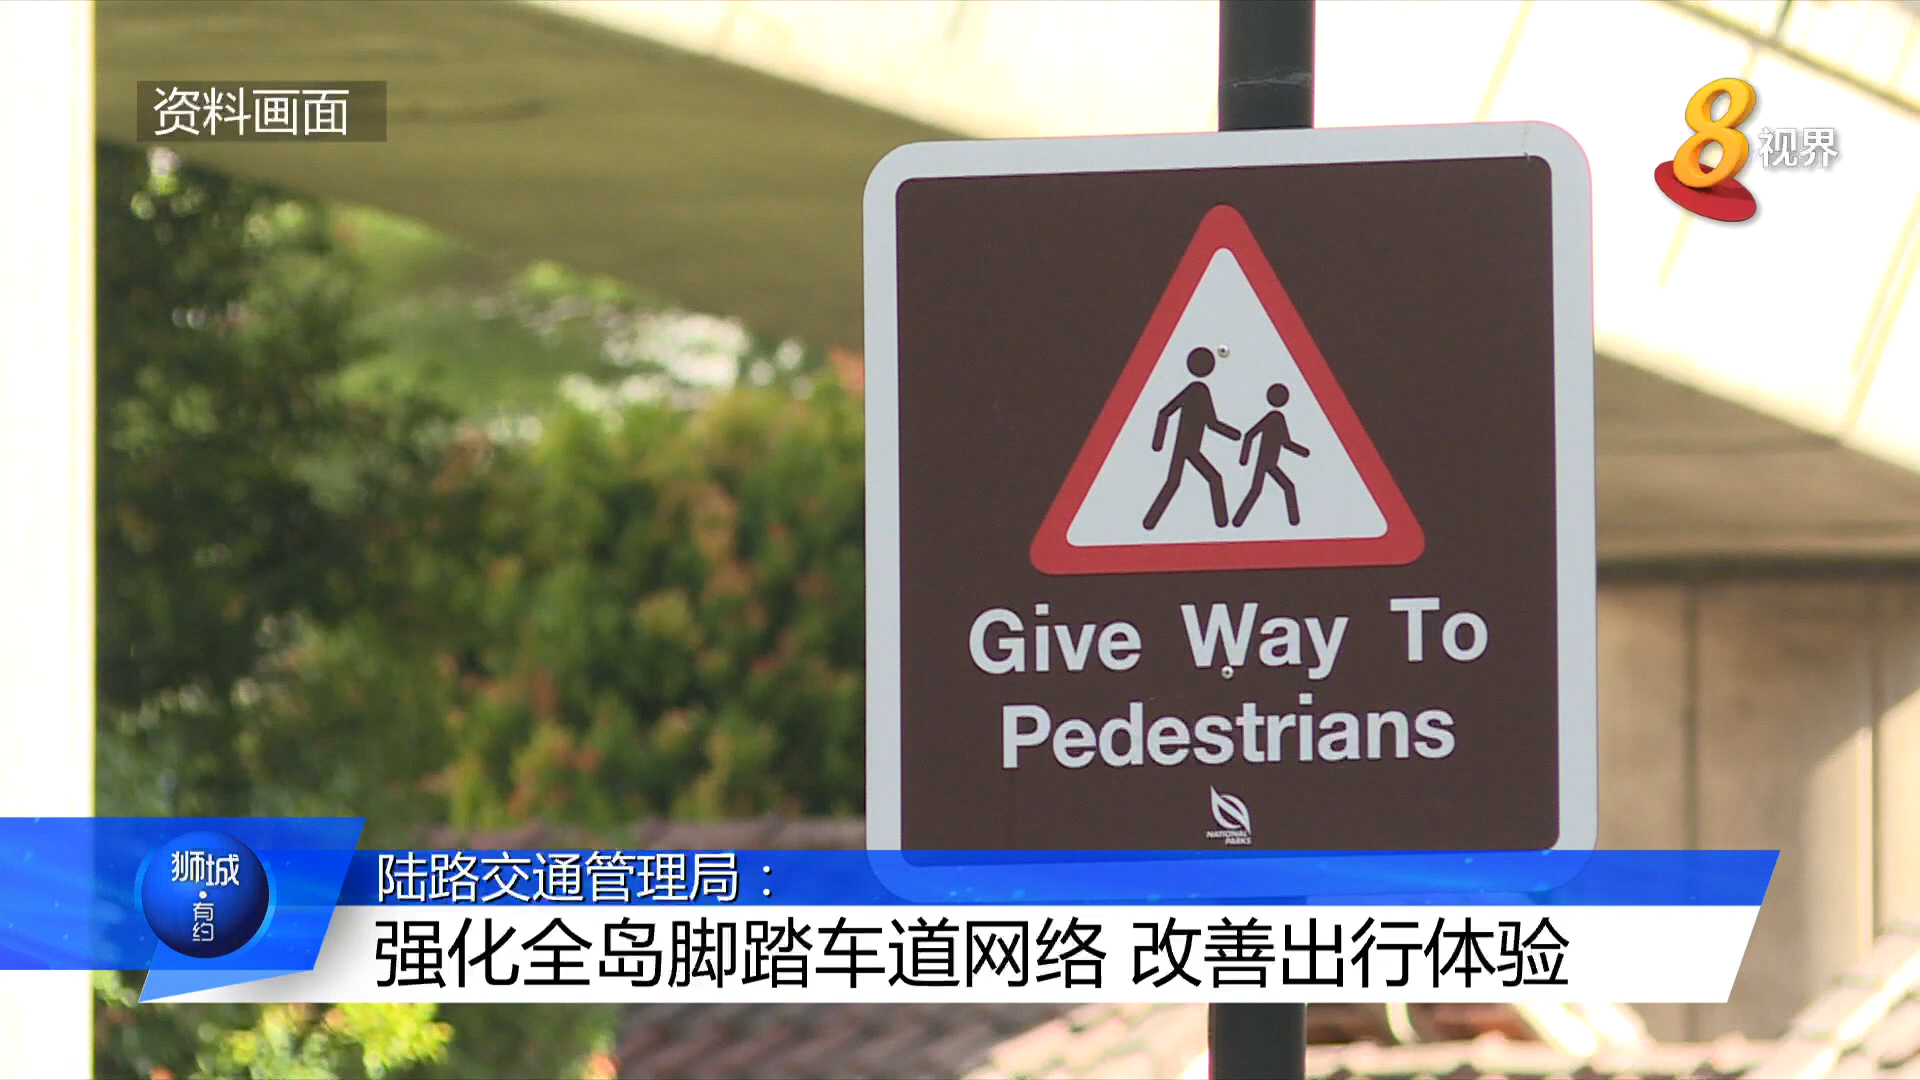 资料画面
8视界
Give Way To
Pedestrians
NATIONAL
PARKS
狮城
有约
陆路交通管理局：
强化全岛脚踏车道网络 改善出行体验